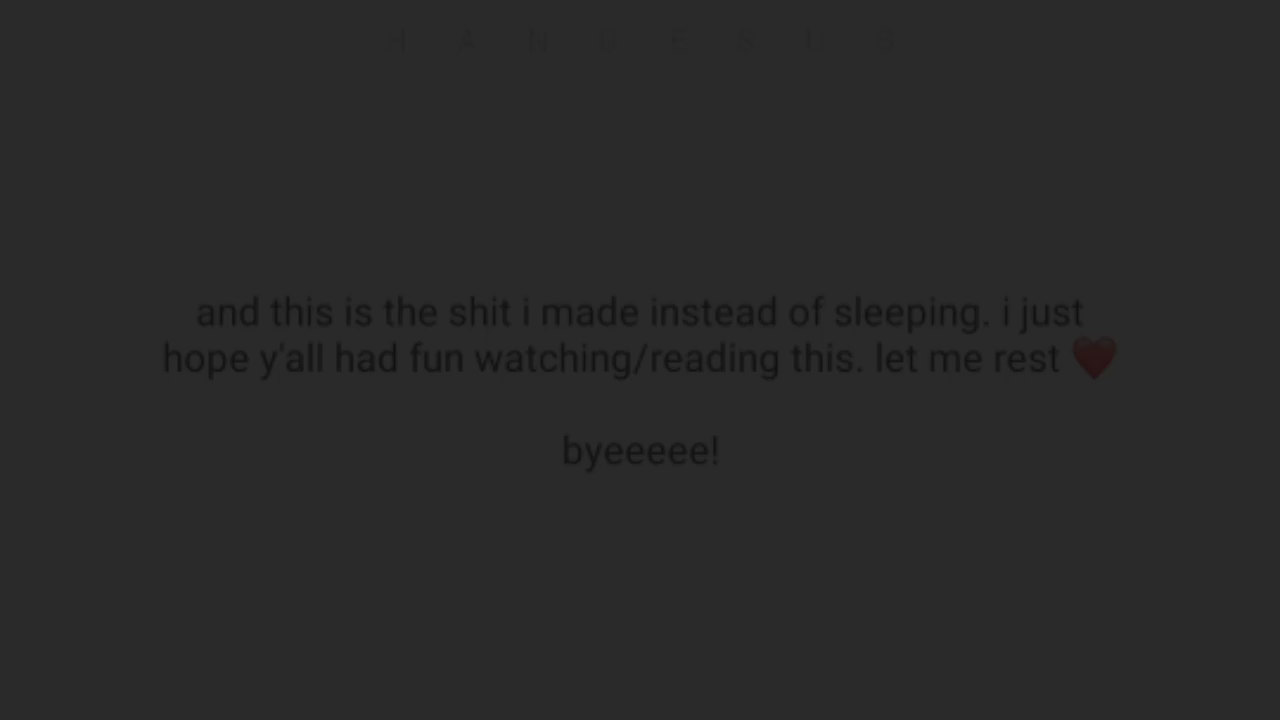 and this is the shit i made instead of sleeping. i just
hope y'all had fun watching/reading this. let me rest ❤️
byeeeee!